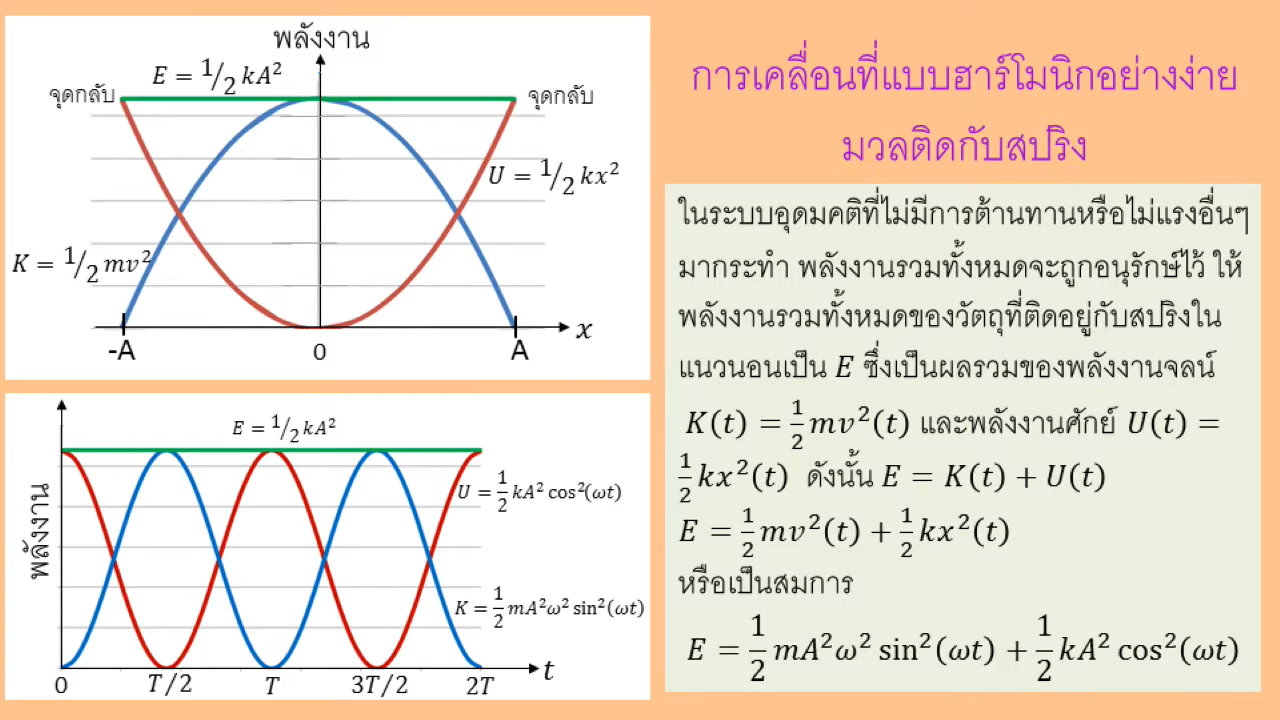 พลังงาน
E = 1/2 kA²
จุดกลับ
จุดกลับ
U = 1/2 kx²
K = 1/2 mv²
-A
0
A
x
E = 1/2 kA²
พลังงาน
U = 1/2 kA² cos²(ωt)
K = 1/2 mA²ω² sin²(ωt)
0
T/2
T
3T/2
2T
t
การเคลื่อนที่แบบฮาร์โมนิกอย่างง่าย
มวลติดกับสปริง
ในระบบอุดมคติที่ไม่มีการต้านทานหรือไม่แรงอื่นๆ
มากระทำ พลังงานรวมทั้งหมดจะถูกอนุรักษ์ไว้ ให้
พลังงานรวมทั้งหมดของวัตถุที่ติดอยู่กับสปริงใน
แนวนอนเป็น E ซึ่งเป็นผลรวมของพลังงานจลน์
K(t) = 1/2 mv²(t) และพลังงานศักย์ U(t) =
1/2 kx²(t) ดังนั้น E = K(t) + U(t)
E = 1/2 mv²(t) + 1/2 kx²(t)
หรือเป็นสมการ
E = 1/2 mA²ω² sin²(ωt) + 1/2 kA² cos²(ωt)